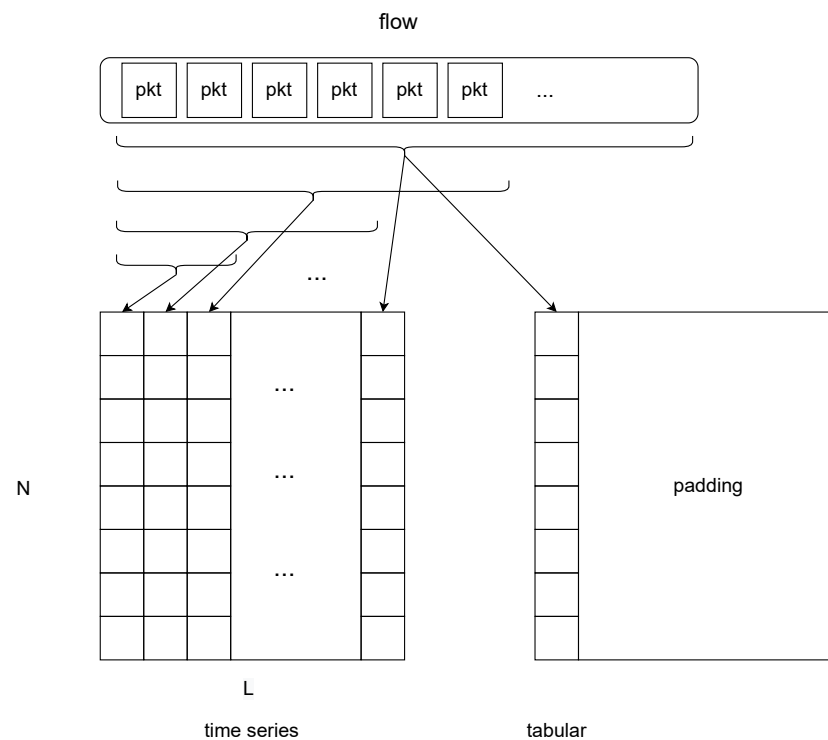 flow
pkt pkt pkt pkt pkt pkt ...
...
...
...
N
padding
...
L
time series
tabular